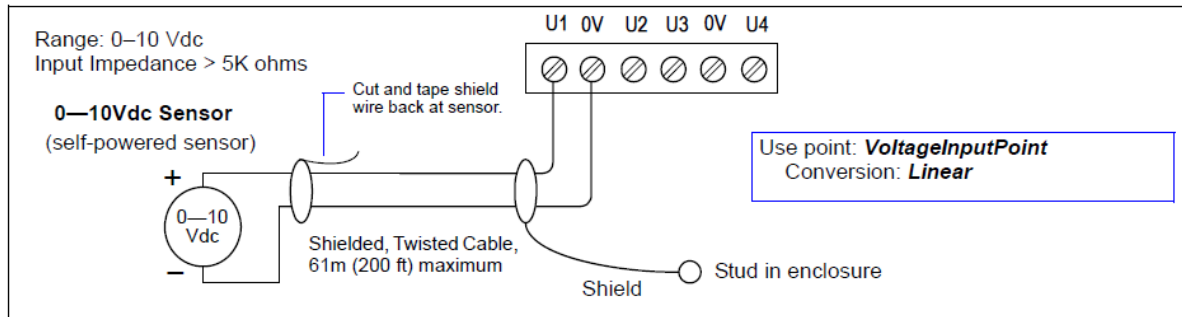 U1 0V U2 U3 0V U4
Range: 0–10 Vdc
Input Impedance > 5K ohms
Cut and tape shield
wire back at sensor.
0—10Vdc Sensor
(self-powered sensor)
Use point: VoltageInputPoint
Conversion: Linear
+
0—10
Vdc
–
Shielded, Twisted Cable,
61m (200 ft) maximum
Shield
Stud in enclosure